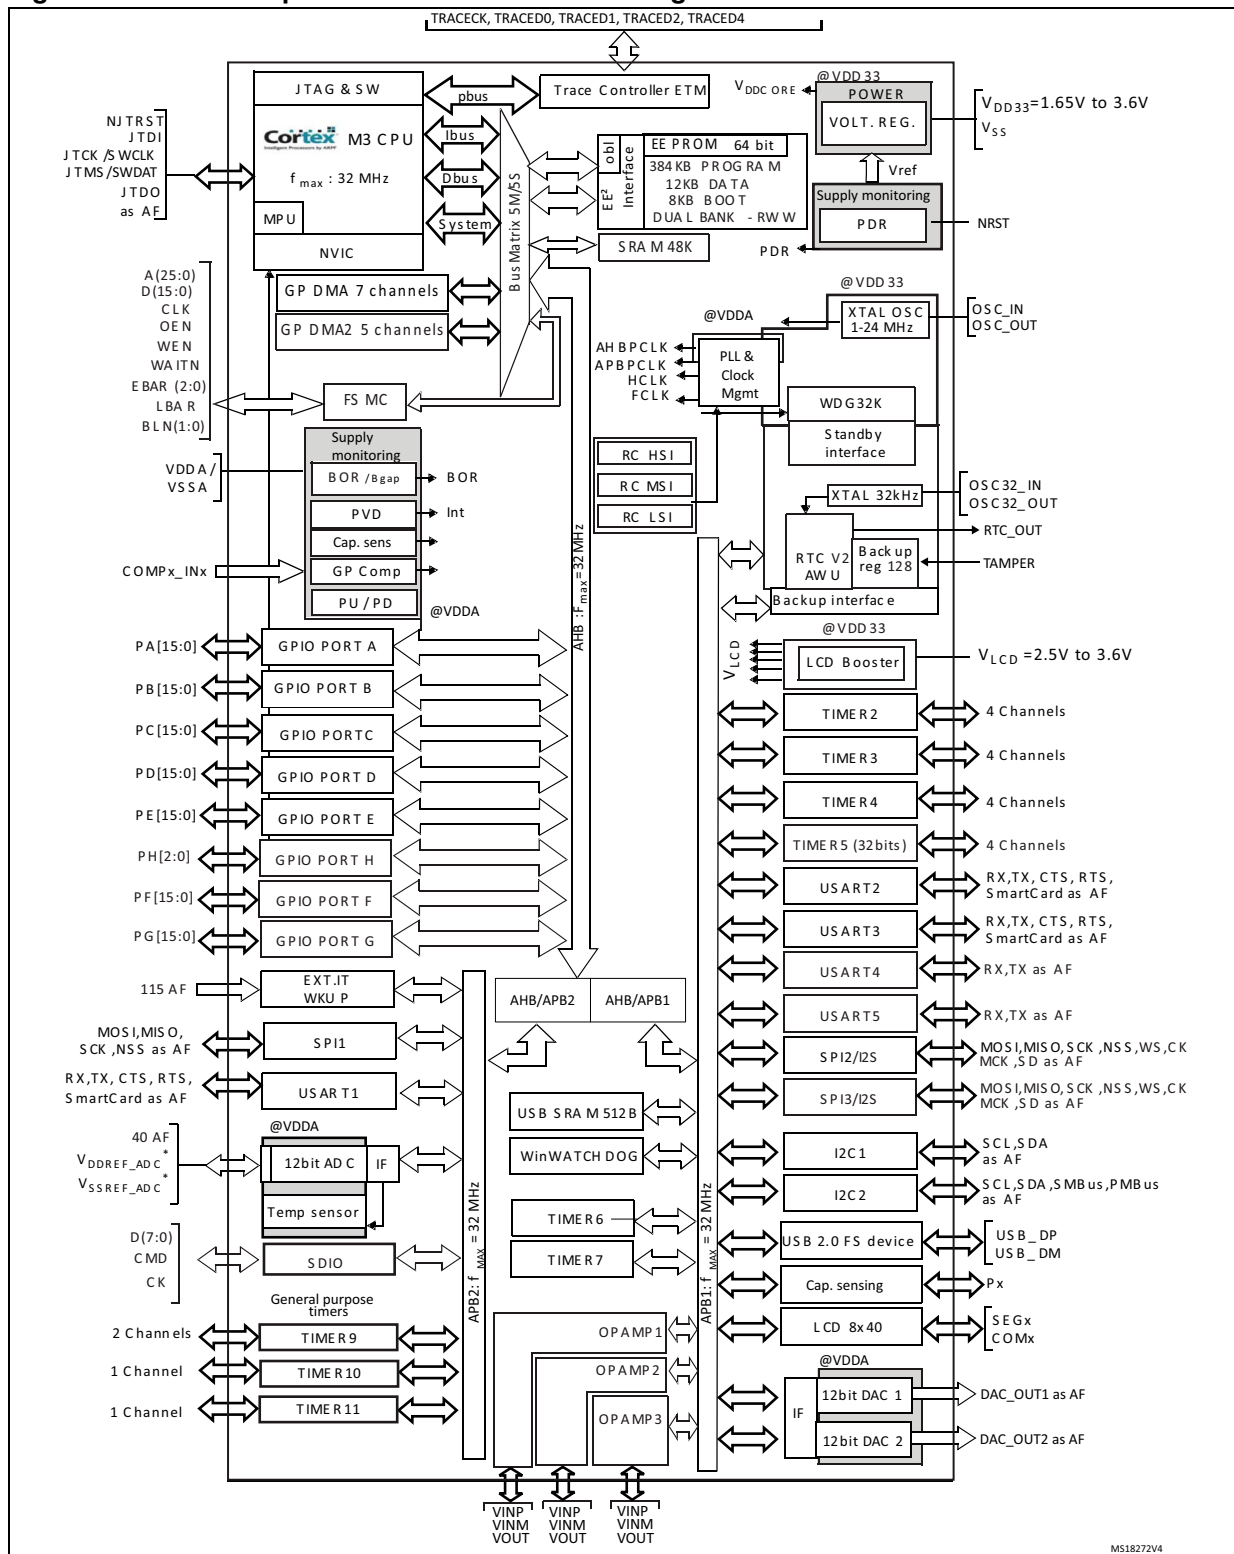 TRACECK, TRACED0, TRACED1, TRACED2, TRACED4
JTAG & SW
pbus
Trace Controller ETM
Cortex
Intelligent Processors by ARM
M3 CPU
fmax : 32 MHz
MPU
NVIC
Ibus
Dbus
System
Bus Matrix 5M/5S
NJTRST
JTDI
JTCK /SWCLK
JTMS /SWDAT
JTDO
as AF
EE² Interface
obl
EEPROM 64 bit
384KB PROGRAM
12KB DATA
8KB BOOT
DUAL BANK - RWW
SRAM 48K
VDDCORE
@VDD33
POWER
VOLT. REG.
VDD33=1.65V to 3.6V
VSS
Vref
Supply monitoring
PDR
PDR
NRST
A(25:0)
D(15:0)
CLK
OEN
WEN
WAITN
EBAR (2:0)
LBAR
BLN(1:0)
GP DMA 7 channels
GP DMA2 5 channels
FSMC
@VDD33
XTAL OSC
1-24 MHz
OSC_IN
OSC_OUT
@VDDA
AHBPCLK
APBPCLK
HCLK
FCLK
PLL &
Clock
Mgmt
WDG32K
Standby
interface
RC HSI
RC MSI
RC LSI
XTAL 32kHz
OSC32_IN
OSC32_OUT
RTC V2
AWU
Backup
reg 128
RTC_OUT
TAMPER
Backup interface
Supply
monitoring
VDDA/
VSSA
BOR /Bgap
BOR
PVD
Int
Cap. sens
GP Comp
COMPx_INx
PU / PD
@VDDA
AHB : Fmax = 32 MHz
@VDD33
VLCD
LCD Booster
VLCD =2.5V to 3.6V
PA[15:0]
GPIO PORT A
PB[15:0]
GPIO PORT B
PC[15:0]
GPIO PORTC
PD[15:0]
GPIO PORT D
PE[15:0]
GPIO PORT E
PH[2:0]
GPIO PORT H
PF[15:0]
GPIO PORT F
PG[15:0]
GPIO PORT G
TIMER2
4 Channels
TIMER3
4 Channels
TIMER4
4 Channels
TIMER5 (32bits)
4 Channels
USART2
RX,TX, CTS, RTS,
SmartCard as AF
USART3
RX,TX, CTS, RTS,
SmartCard as AF
USART4
RX,TX as AF
USART5
RX,TX as AF
SPI2/I2S
MOSI,MISO,SCK ,NSS,WS,CK
MCK ,SD as AF
SPI3/I2S
MOSI,MISO,SCK ,NSS,WS,CK
MCK ,SD as AF
I2C1
SCL,SDA
as AF
I2C2
SCL,SDA,SMBus,PMBus
as AF
USB 2.0 FS device
USB_DP
USB_DM
Cap. sensing
Px
LCD 8x40
SEGx
COMx
@VDDA
IF
12bit DAC 1
DAC_OUT1 as AF
12bit DAC 2
DAC_OUT2 as AF
115 AF
EXT.IT
WKUP
AHB/APB2
AHB/APB1
MOSI,MISO,
SCK ,NSS as AF
SPI1
RX,TX, CTS, RTS,
SmartCard as AF
USART1
USB SRAM 512B
WinWATCHDOG
TIMER6
TIMER7
@VDDA
40 AF
VDDREF_ADC*
VSSREF_ADC*
12bit ADC
IF
Temp sensor
D(7:0)
CMD
CK
SDIO
General purpose
timers
2 Channels
TIMER9
1 Channel
TIMER10
1 Channel
TIMER11
APB2: fMAX = 32 MHz
APB1: fMAX = 32 MHz
OPAMP1
OPAMP2
OPAMP3
VINP
VINM
VOUT
VINP
VINM
VOUT
VINP
VINM
VOUT
MS18272V4